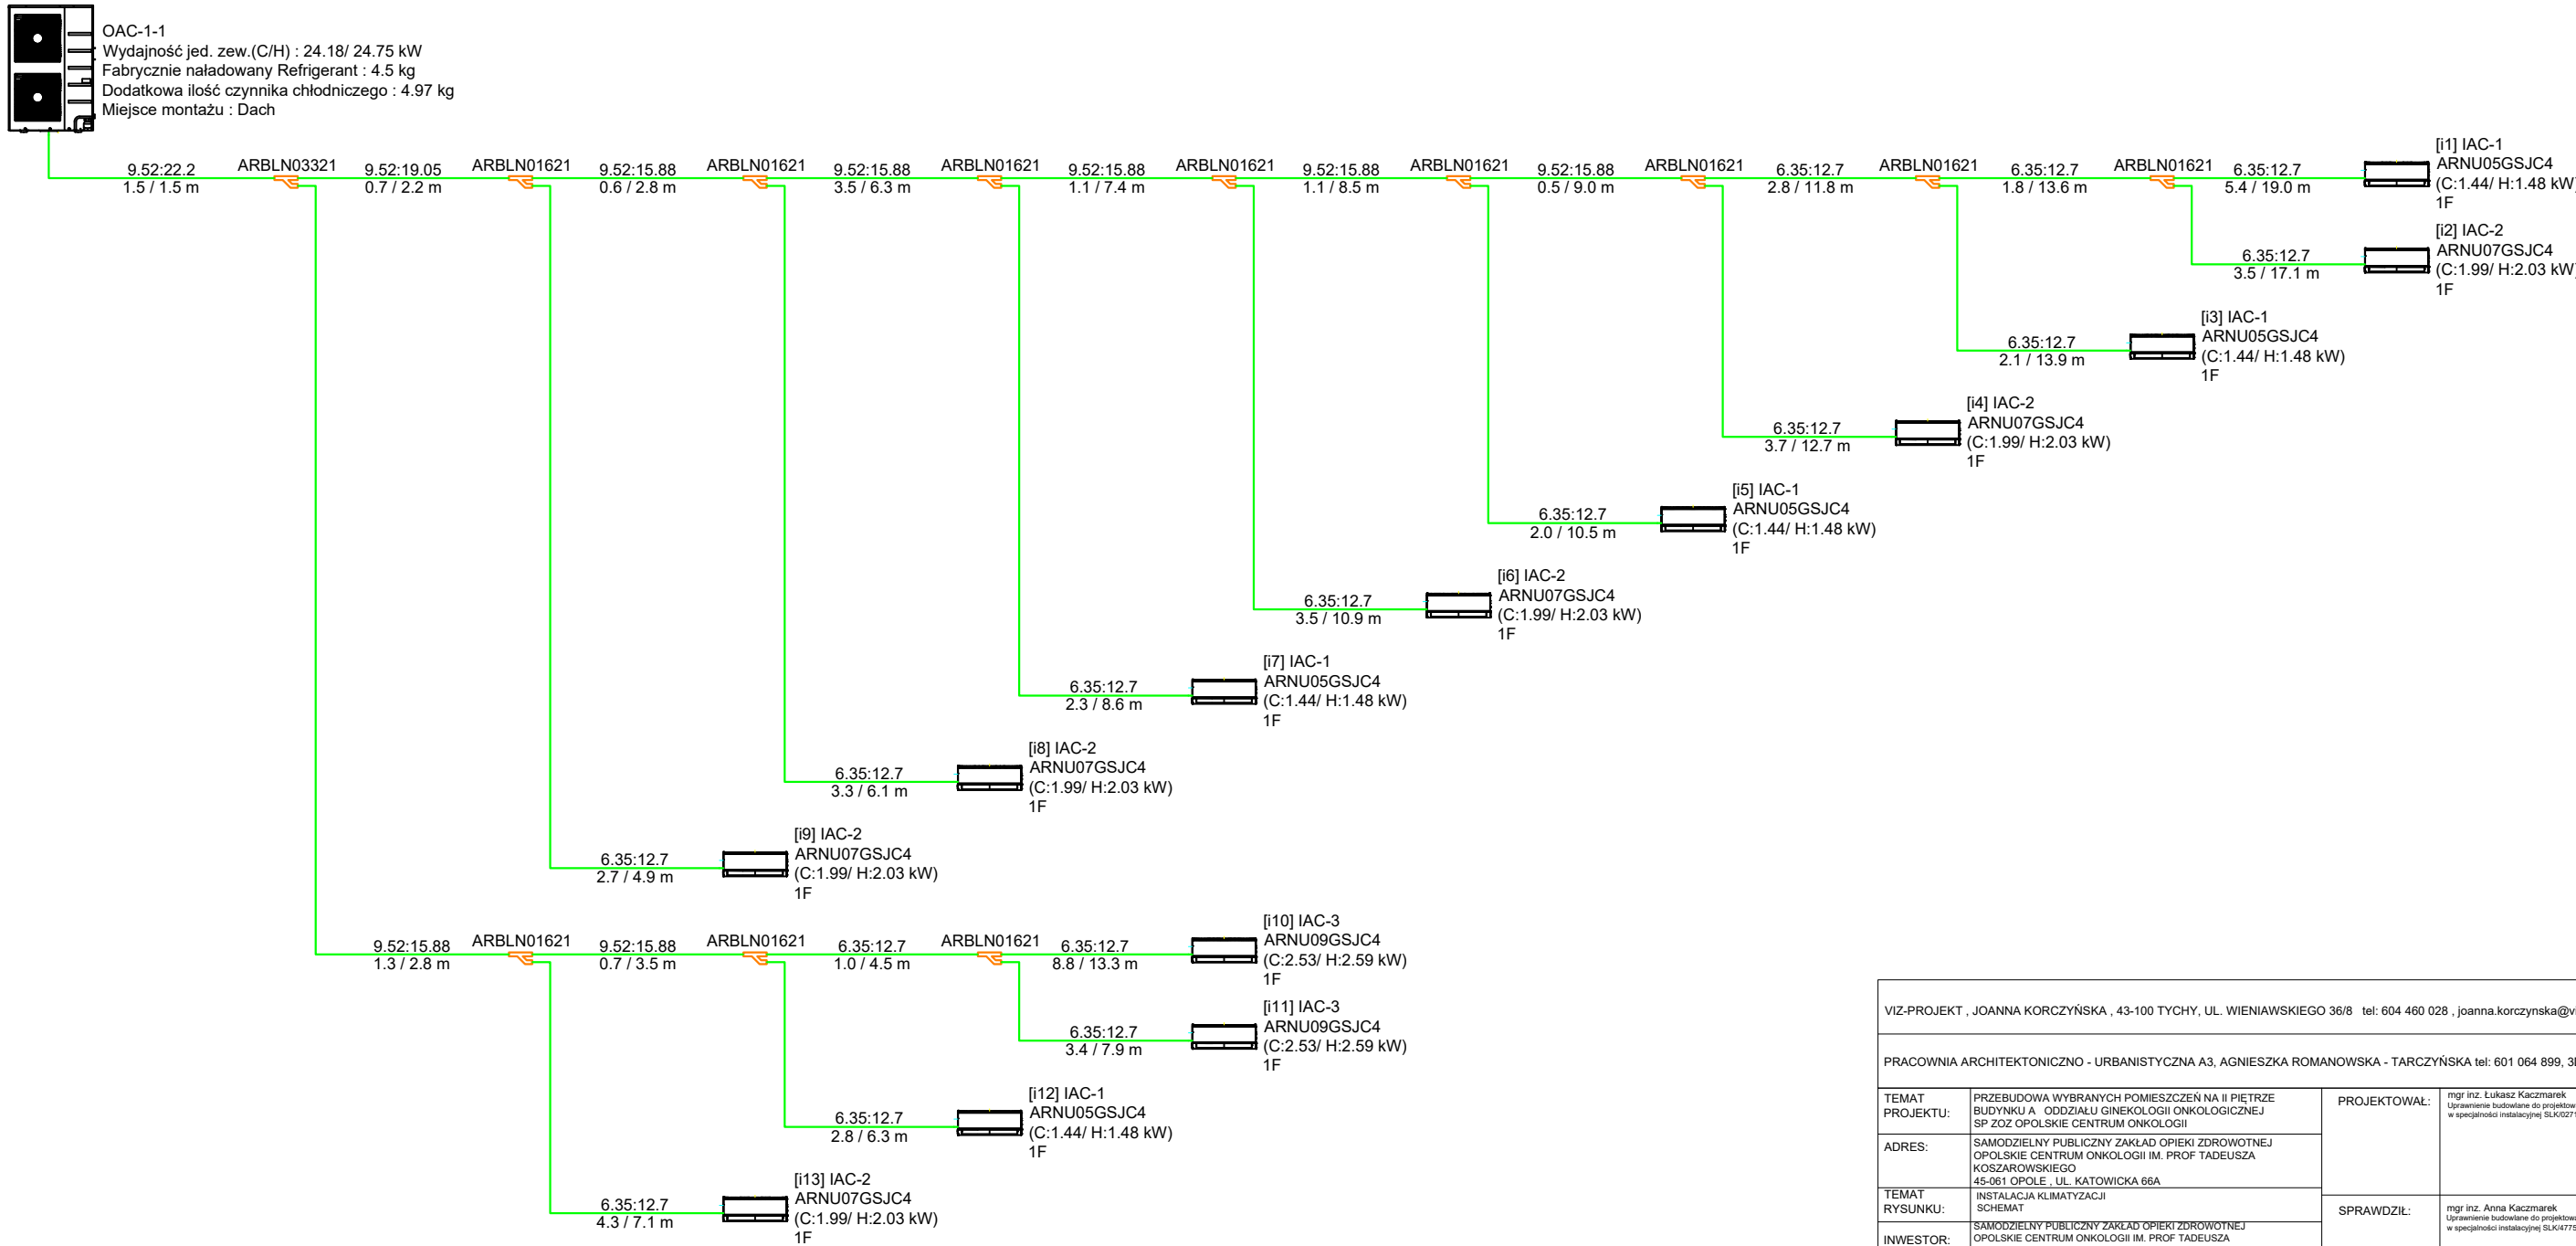 OAC-1-1
Wydajność jed. zew.(C/H) : 24.18/ 24.75 kW
Fabrycznie naładowany Refrigerant : 4.5 kg
Dodatkowa ilość czynnika chłodniczego : 4.97 kg
Miejsce montażu : Dach
9.52:22.2
1.5 / 1.5 m
ARBLN03321
9.52:19.05
0.7 / 2.2 m
ARBLN01621
9.52:15.88
0.6 / 2.8 m
ARBLN01621
9.52:15.88
3.5 / 6.3 m
ARBLN01621
9.52:15.88
1.1 / 7.4 m
ARBLN01621
9.52:15.88
1.1 / 8.5 m
ARBLN01621
9.52:15.88
0.5 / 9.0 m
ARBLN01621
6.35:12.7
2.8 / 11.8 m
ARBLN01621
6.35:12.7
1.8 / 13.6 m
ARBLN01621
6.35:12.7
5.4 / 19.0 m
[i1] IAC-1
ARNU05GSJC4
(C:1.44/ H:1.48 kW)
1F
6.35:12.7
3.5 / 17.1 m
[i2] IAC-2
ARNU07GSJC4
(C:1.99/ H:2.03 kW)
1F
6.35:12.7
2.1 / 13.9 m
[i3] IAC-1
ARNU05GSJC4
(C:1.44/ H:1.48 kW)
1F
6.35:12.7
3.7 / 12.7 m
[i4] IAC-2
ARNU07GSJC4
(C:1.99/ H:2.03 kW)
1F
6.35:12.7
2.0 / 10.5 m
[i5] IAC-1
ARNU05GSJC4
(C:1.44/ H:1.48 kW)
1F
6.35:12.7
3.5 / 10.9 m
[i6] IAC-2
ARNU07GSJC4
(C:1.99/ H:2.03 kW)
1F
6.35:12.7
2.3 / 8.6 m
[i7] IAC-1
ARNU05GSJC4
(C:1.44/ H:1.48 kW)
1F
6.35:12.7
3.3 / 6.1 m
[i8] IAC-2
ARNU07GSJC4
(C:1.99/ H:2.03 kW)
1F
6.35:12.7
2.7 / 4.9 m
[i9] IAC-2
ARNU07GSJC4
(C:1.99/ H:2.03 kW)
1F
9.52:15.88
1.3 / 2.8 m
ARBLN01621
9.52:15.88
0.7 / 3.5 m
ARBLN01621
6.35:12.7
1.0 / 4.5 m
ARBLN01621
6.35:12.7
8.8 / 13.3 m
[i10] IAC-3
ARNU09GSJC4
(C:2.53/ H:2.59 kW)
1F
6.35:12.7
3.4 / 7.9 m
[i11] IAC-3
ARNU09GSJC4
(C:2.53/ H:2.59 kW)
1F
6.35:12.7
2.8 / 6.3 m
[i12] IAC-1
ARNU05GSJC4
(C:1.44/ H:1.48 kW)
1F
6.35:12.7
4.3 / 7.1 m
[i13] IAC-2
ARNU07GSJC4
(C:1.99/ H:2.03 kW)
1F
VIZ-PROJEKT , JOANNA KORCZYŃSKA , 43-100 TYCHY, UL. WIENIAWSKIEGO 36/8 tel: 604 460 028 , joanna.korczynska@vi
PRACOWNIA ARCHITEKTONICZNO - URBANISTYCZNA A3, AGNIESZKA ROMANOWSKA - TARCZYŃSKA tel: 601 064 899,
TEMAT PROJEKTU:
PRZEBUDOWA WYBRANYCH POMIESZCZEŃ NA II PIĘTRZE
BUDYNKU A ODDZIAŁU GINEKOLOGII ONKOLOGICZNEJ
SP ZOZ OPOLSKIE CENTRUM ONKOLOGII
PROJEKTOWAŁ:
mgr inz. Łukasz Kaczmarek
Uprawnienie budowlane do projektow
w specjalności instalacyjnej SLK/027
ADRES:
SAMODZIELNY PUBLICZNY ZAKŁAD OPIEKI ZDROWOTNEJ
OPOLSKIE CENTRUM ONKOLOGII IM. PROF TADEUSZA
KOSZAROWSKIEGO
45-061 OPOLE , UL. KATOWICKA 66A
TEMAT RYSUNKU:
INSTALACJA KLIMATYZACJI
SCHEMAT
SPRAWDZIŁ:
mgr inz. Anna Kaczmarek
Uprawnienie budowlane do projektowa
w specjalności instalacyjnej SLK/4775
INWESTOR:
SAMODZIELNY PUBLICZNY ZAKŁAD OPIEKI ZDROWOTNEJ
OPOLSKIE CENTRUM ONKOLOGII IM. PROF TADEUSZA